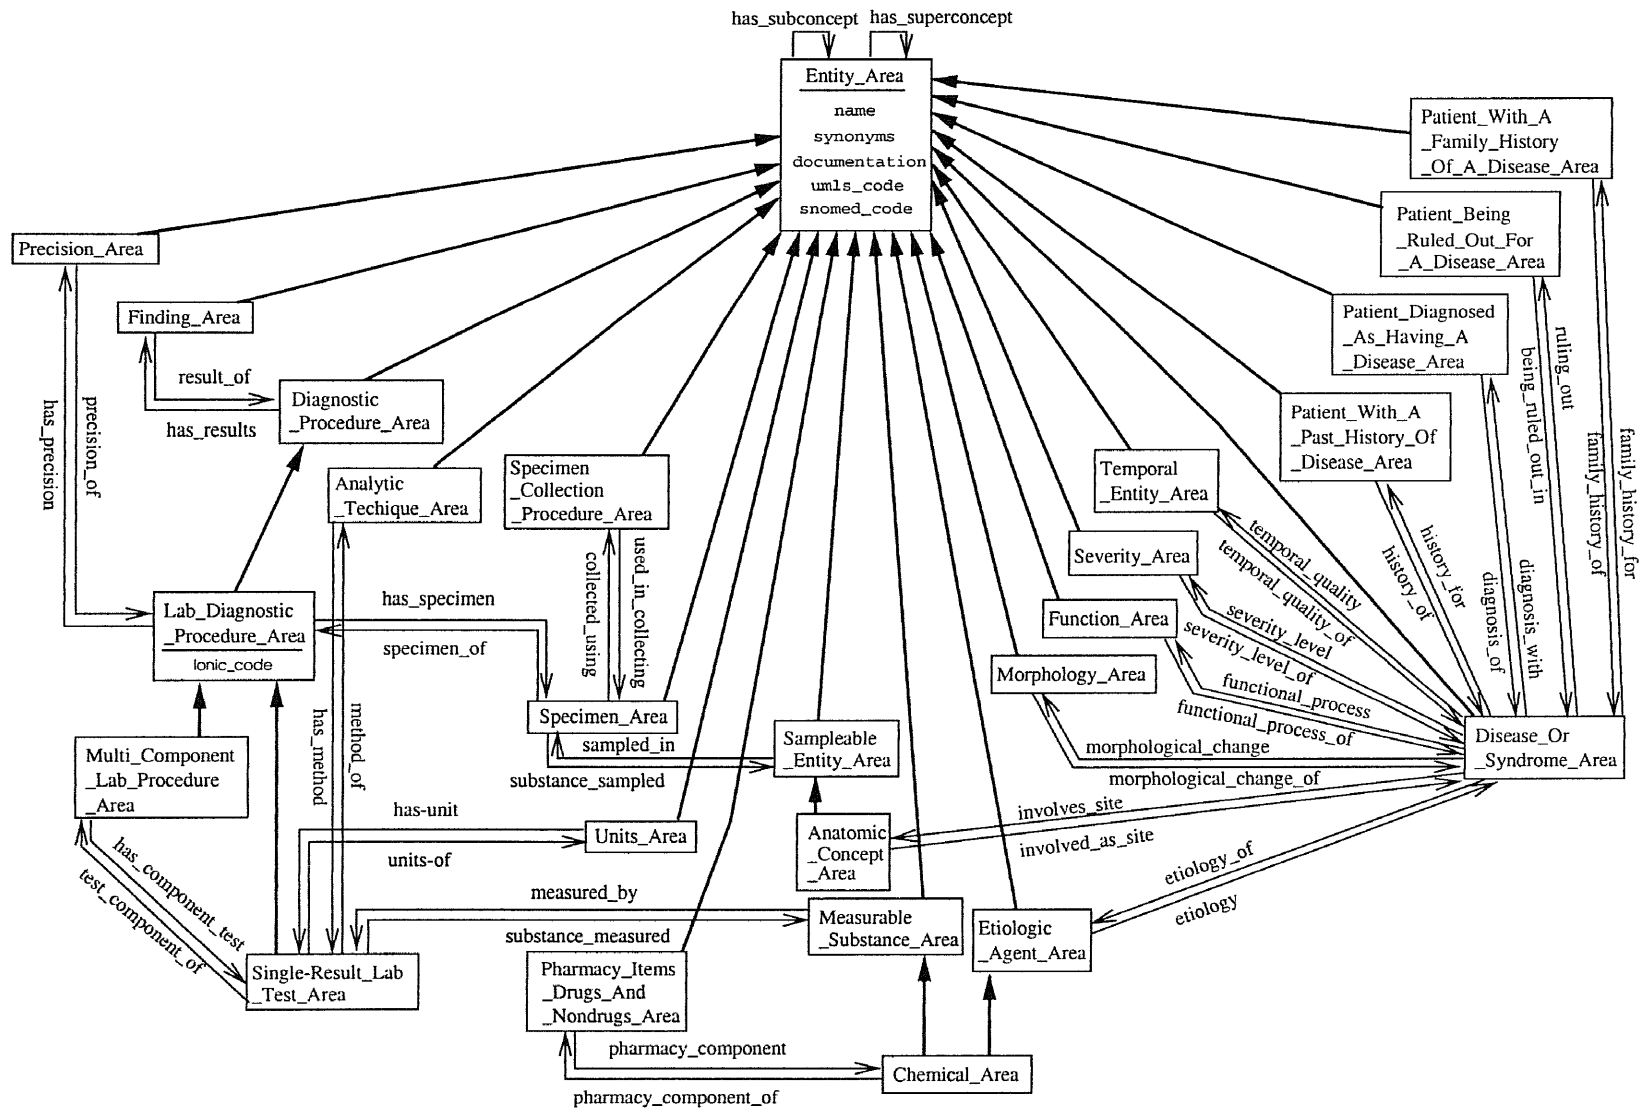 has_subconcept
has_superconcept
Entity_Area
name
synonyms
documentation
umls_code
snomed_code
Patient_With_A
_Family_History
_Of_A_Disease_Area
Patient_Being
_Ruled_Out_For
_A_Disease_Area
Patient_Diagnosed
_As_Having_A
_Disease_Area
Patient_With_A
_Past_History_Of
_Disease_Area
Precision_Area
Finding_Area
result_of
has_results
Diagnostic
_Procedure_Area
has_precision
precision_of
Analytic
_Techique_Area
Specimen
_Collection
_Procedure_Area
Temporal
_Entity_Area
Severity_Area
Function_Area
Morphology_Area
ruling_out
being_ruled_out_in
family_history_for
family_history_of
history_for
history_of
diagnosis_with
diagnosis_of
temporal_quality
temporal_quality_of
severity_level
severity_level_of
functional_process
functional_process_of
morphological_change
morphological_change_of
Disease_Or
_Syndrome_Area
Lab_Diagnostic
_Procedure_Area
lonic_code
has_specimen
specimen_of
collected_using
used_in_collecting
Specimen_Area
sampled_in
substance_sampled
Sampleable
_Entity_Area
Multi_Component
_Lab_Procedure
_Area
has_method
method_of
has-unit
units-of
Units_Area
Anatomic
_Concept
_Area
involves_site
involved_as_site
etiology_of
etiology
has_component_test
test_component_of
measured_by
substance_measured
Measurable
_Substance_Area
Etiologic
_Agent_Area
Single-Result_Lab
_Test_Area
Pharmacy_Items
_Drugs_And
_Nondrugs_Area
pharmacy_component
pharmacy_component_of
Chemical_Area